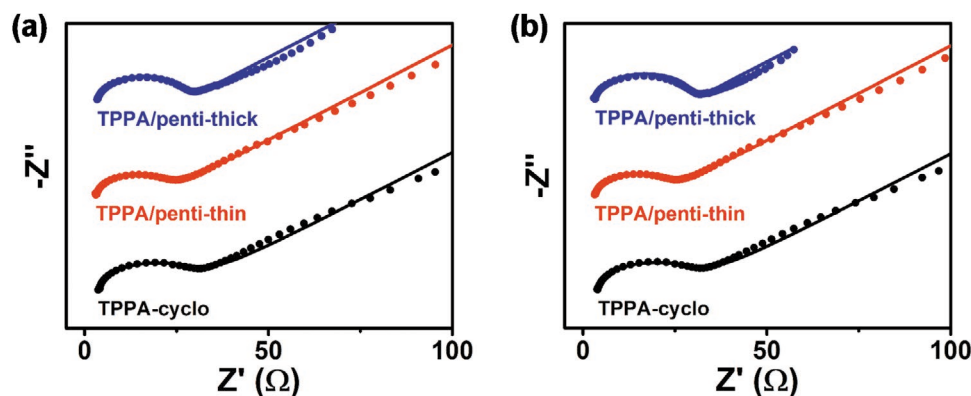 (a)
TPPA/penti-thick
TPPA/penti-thin
TPPA-cyclo
-Z"
0 50 100
Z' (Ω)
(b)
TPPA/penti-thick
TPPA/penti-thin
TPPA-cyclo
-Z"
0 50 100
Z' (Ω)